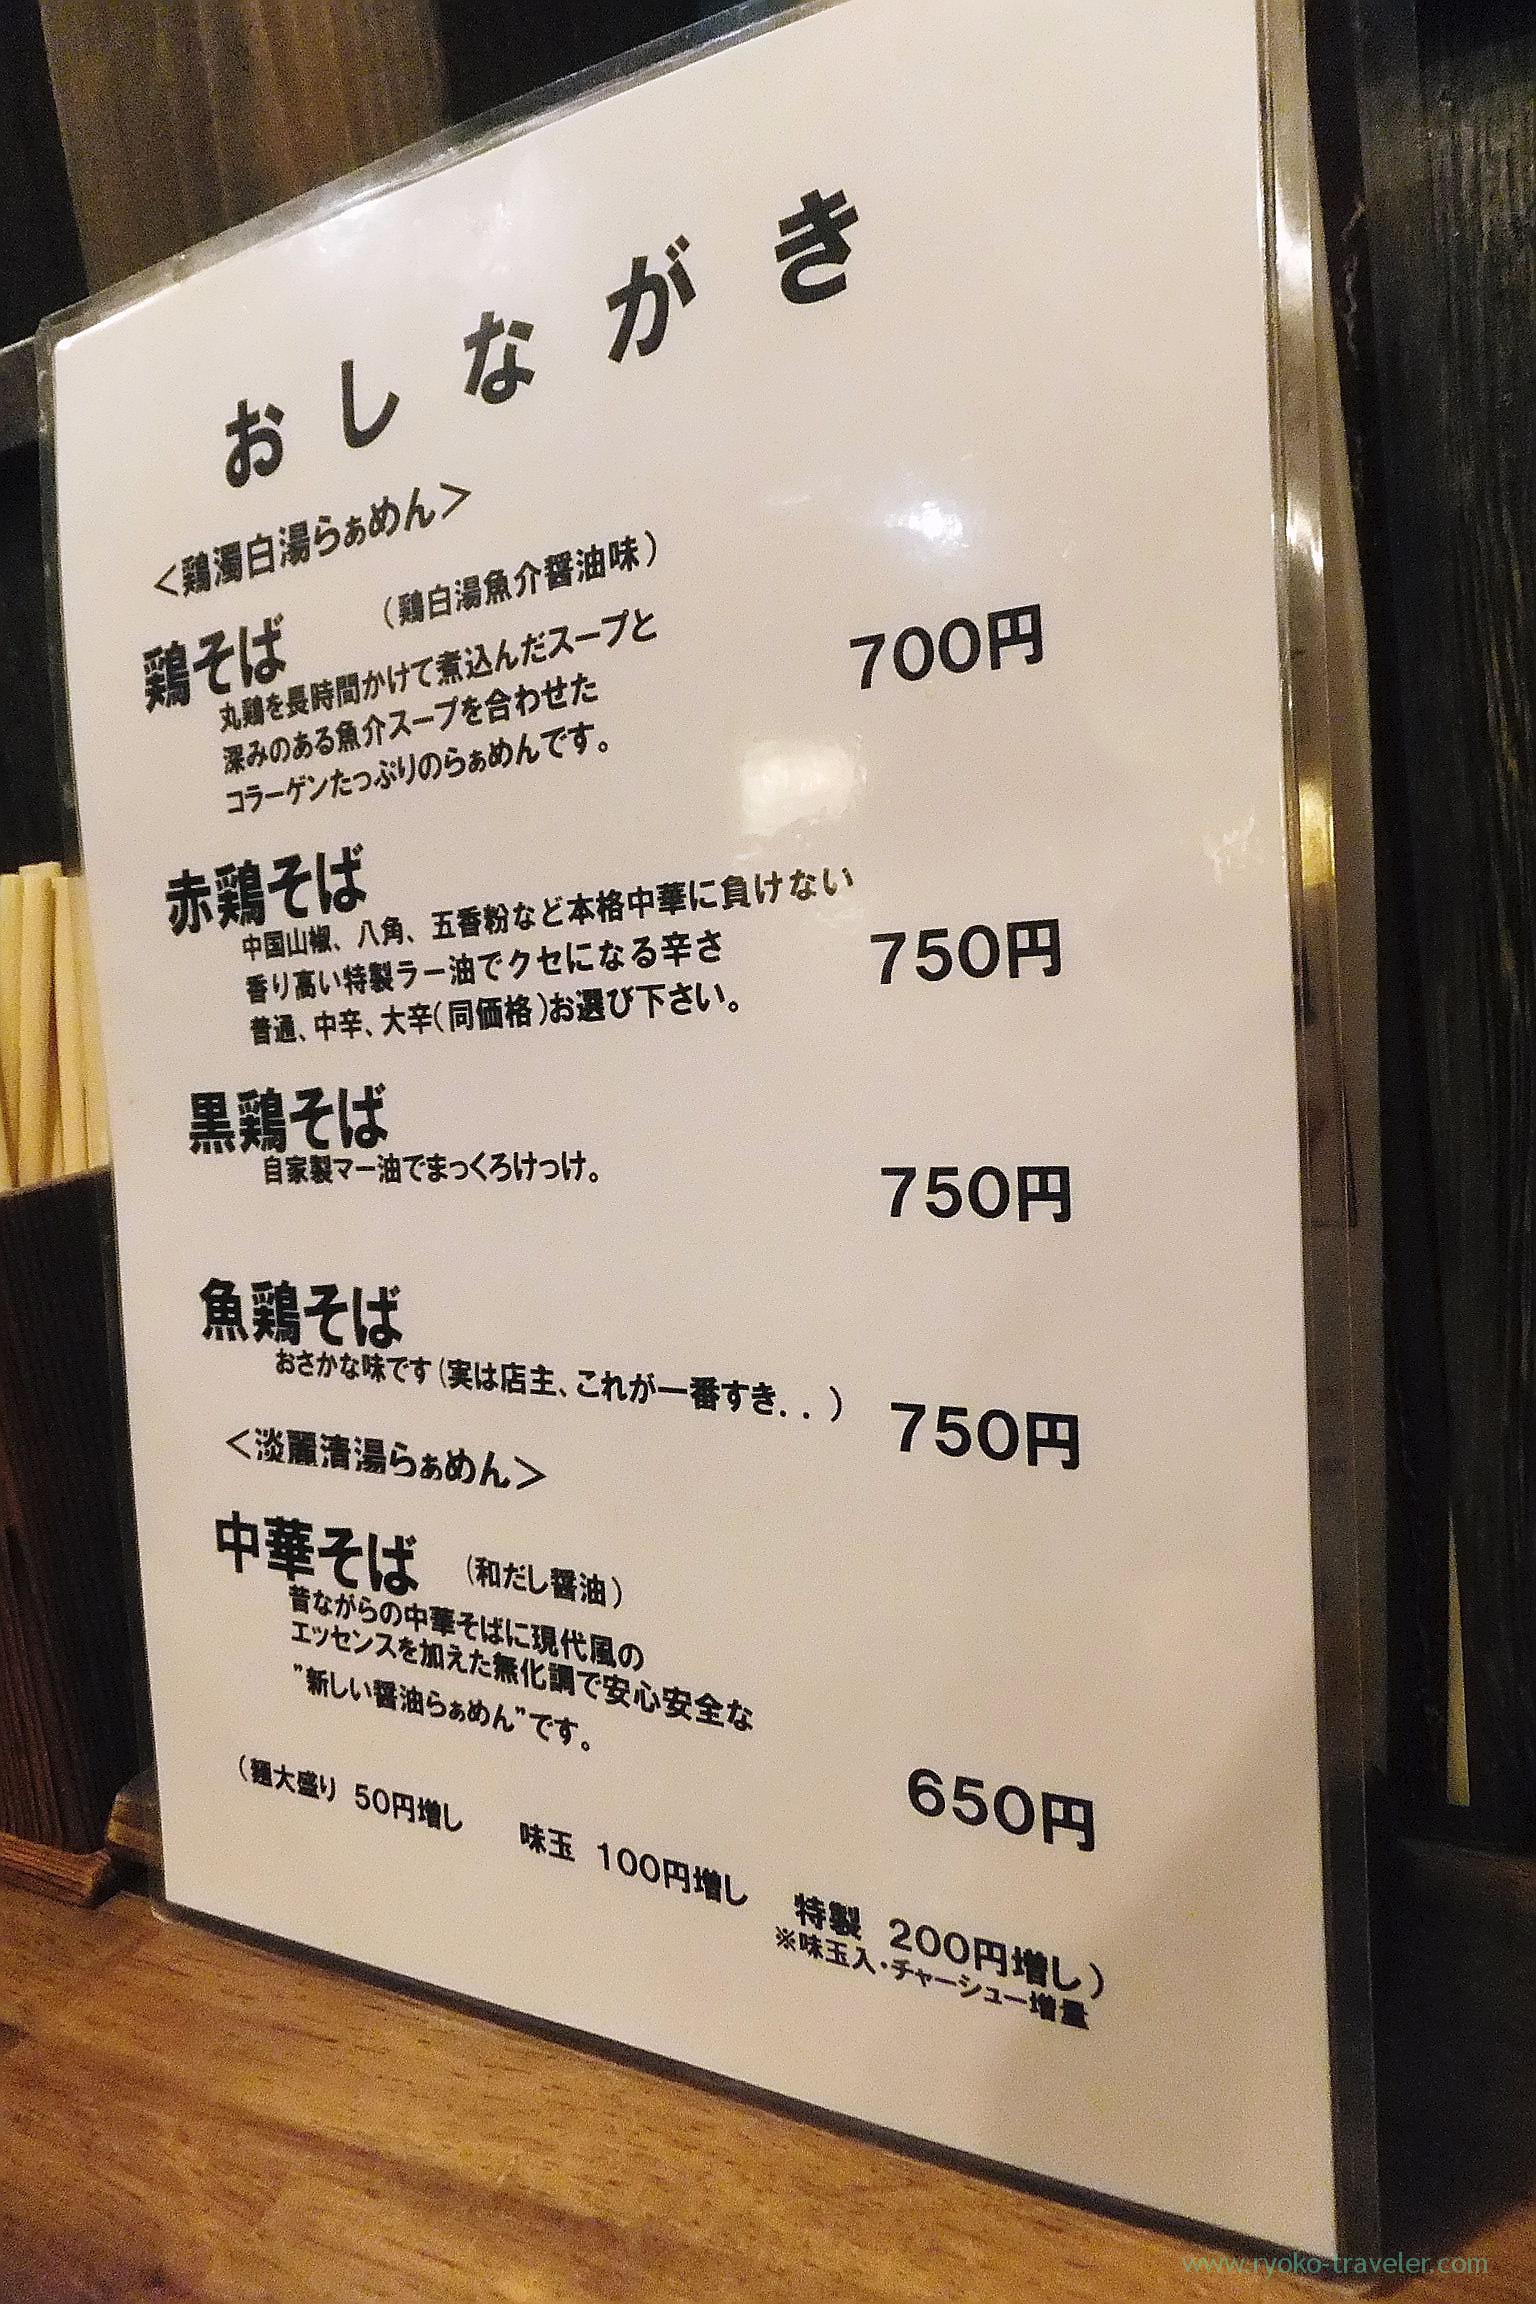 おしながき
＜鶏濁白湯らぁめん＞
鶏そば （鶏白湯魚介醤油味）
丸鶏を長時間かけて煮込んだスープと
深みのある魚介スープを合わせた
コラーゲンたっぷりのらぁめんです。
700円
赤鶏そば
中国山椒、八角、五香粉など本格中華に負けない
香り高い特製ラー油でクセになる辛さ
普通、中辛、大辛（同価格）お選び下さい。
750円
黒鶏そば
自家製マー油でまっくろけっけ。
750円
魚鶏そば
おさかな味です（実は店主、これが一番すき．．）
750円
＜淡麗清湯らぁめん＞
中華そば （和だし醤油）
昔ながらの中華そばに現代風の
エッセンスを加えた無化調で安心安全な
”新しい醤油らぁめん”です。
650円
（麺大盛り 50円増し 味玉 100円増し 特製 200円増し）
※味玉入・チャーシュー増量
www.ryoko-traveler.com